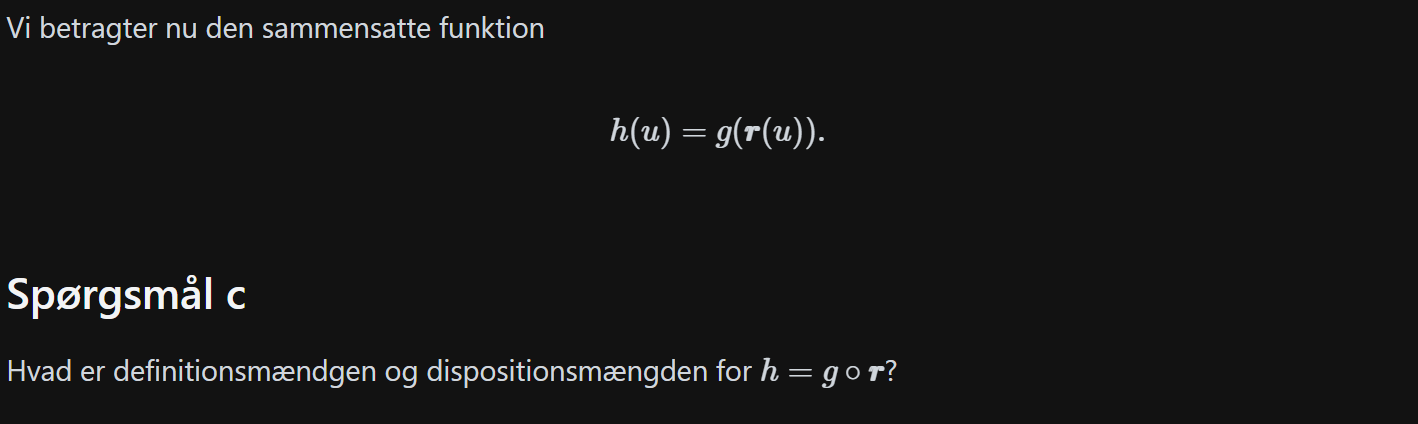 Vi betragter nu den sammensatte funktion
h(u) = g(r(u)).
Spørgsmål c
Hvad er definitionsmændgen og dispositionsmængden for h = g ∘ r?